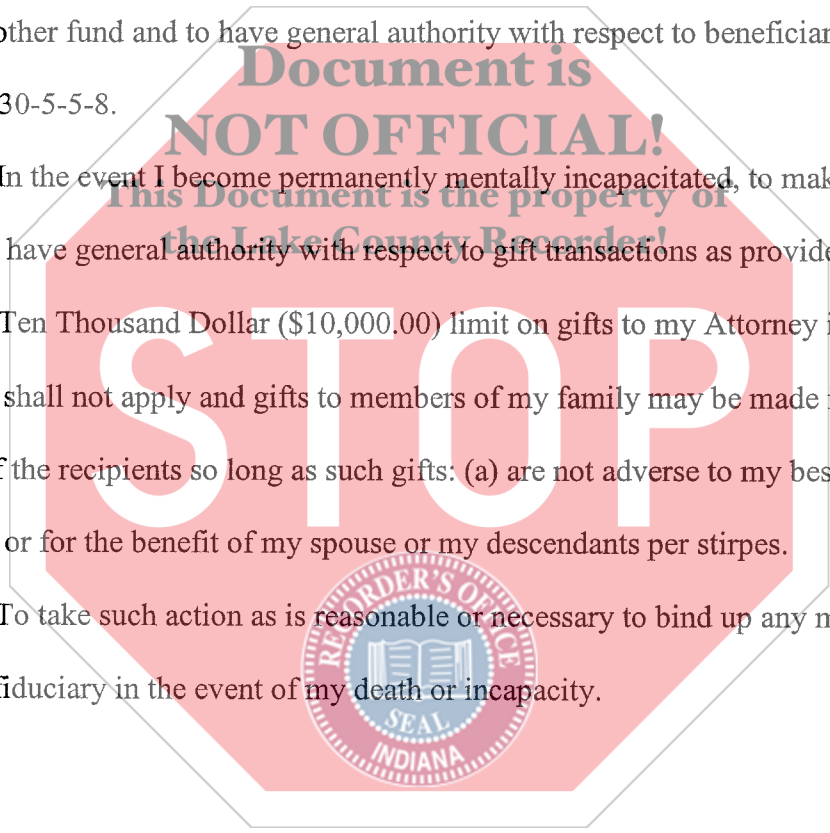 other fund and to have general authority with respect to beneficiar
Document is
30-5-5-8.
NOT OFFICIAL!
In the event I become permanently mentally incapacitated, to mak
This Document is the property of
the Lake County Recorder!
have general authority with respect to gift transactions as provide
Ten Thousand Dollar ($10,000.00) limit on gifts to my Attorney i
STOP
shall not apply and gifts to members of my family may be made
f the recipients so long as such gifts: (a) are not adverse to my bes
or for the benefit of my spouse or my descendants per stirpes.
RECORDER'S OFFICE
To take such action as is reasonable or necessary to bind up any m
fiduciary in the event of my death or incapacity.
SEAL
INDIANA